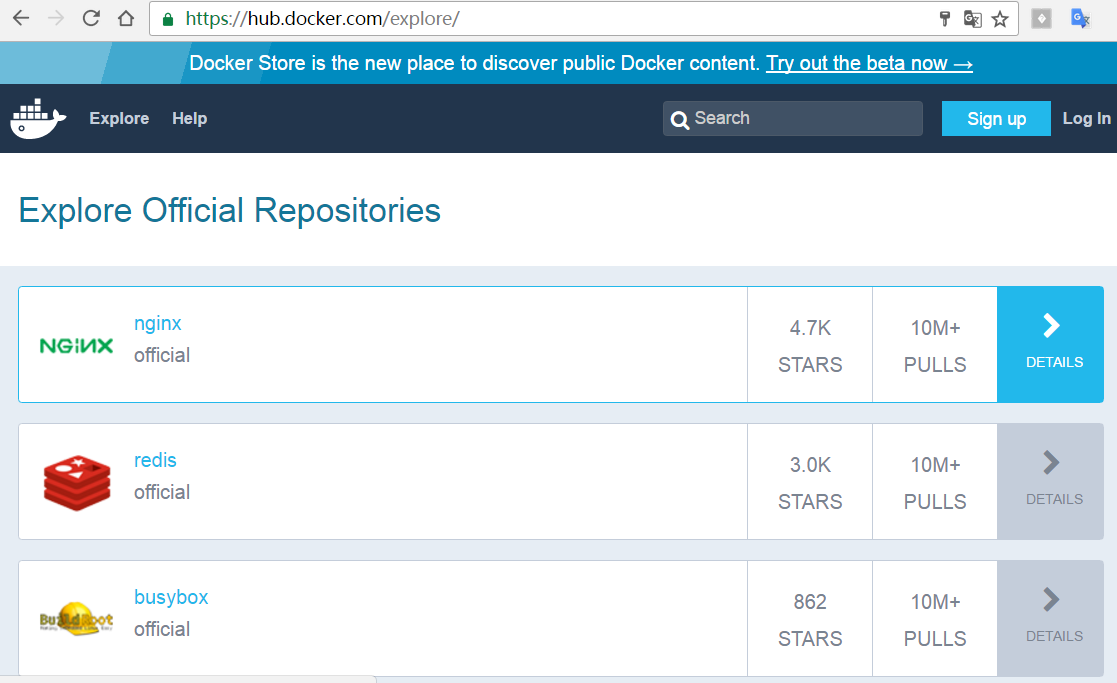 https://hub.docker.com/explore/
Docker Store is the new place to discover public Docker content. Try out the beta now →
Explore Help Search Sign up Log In
Explore Official Repositories
NGINX
nginx
official
4.7K
STARS
10M+
PULLS
DETAILS
redis
official
3.0K
STARS
10M+
PULLS
DETAILS
busybox
official
862
STARS
10M+
PULLS
DETAILS